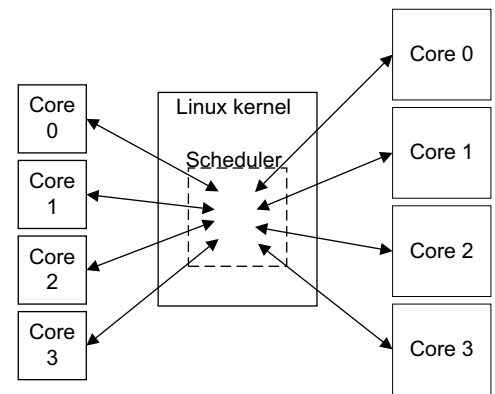 Core
0
Core
1
Core
2
Core
3
Linux kernel
Scheduler
Core 0
Core 1
Core 2
Core 3